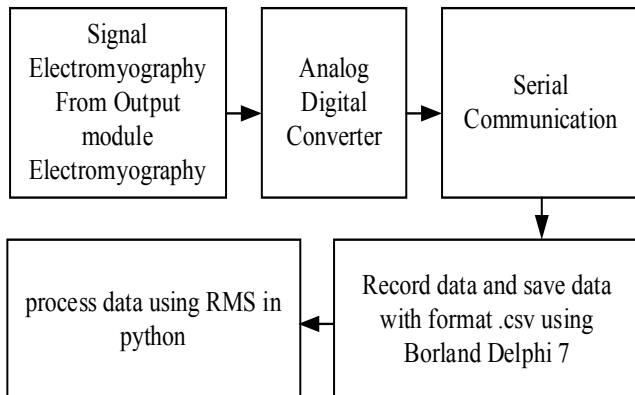 Signal
Electromyography
From Output
module
Electromyography
Analog
Digital
Converter
Serial
Communication
Record data and save data
with format .csv using
Borland Delphi 7
process data using RMS in
python